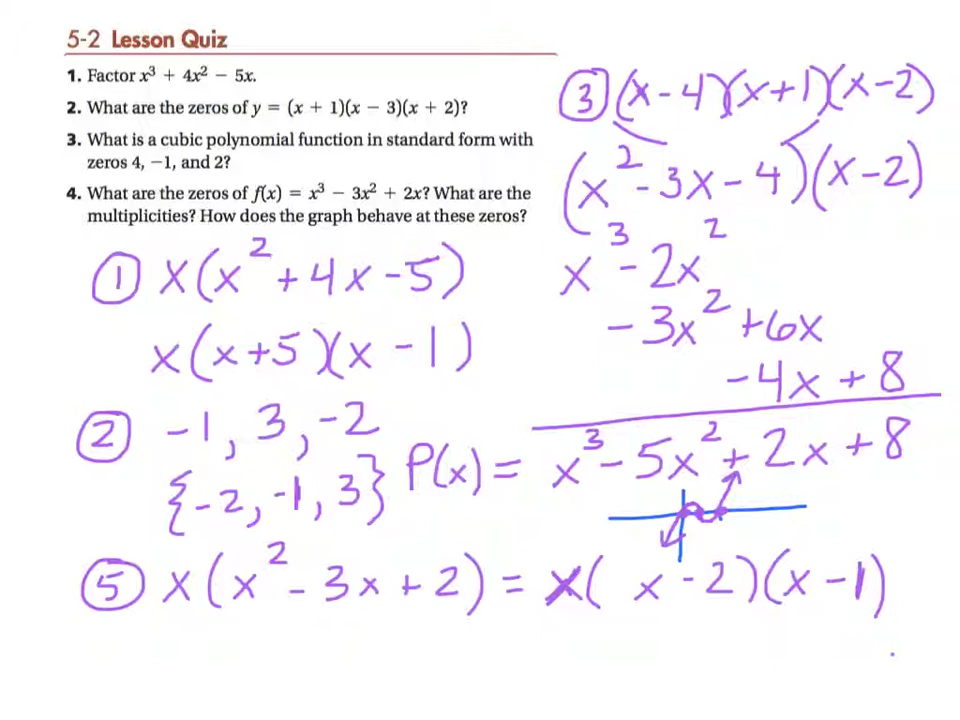 5-2 Lesson Quiz
1. Factor x³ + 4x² − 5x.
2. What are the zeros of y = (x + 1)(x − 3)(x + 2)?
3. What is a cubic polynomial function in standard form with
zeros 4, −1, and 2?
4. What are the zeros of f(x) = x³ − 3x² + 2x? What are the
multiplicities? How does the graph behave at these zeros?
① x(x² + 4x − 5)
x(x + 5)(x − 1)
② −1, 3, −2
{−2, −1, 3}
③ (x − 4)(x + 1)(x − 2)
(x² − 3x − 4)(x − 2)
x³ − 2x²
− 3x² + 6x
− 4x + 8
P(x) = x³ − 5x² + 2x + 8
⑤ x(x² − 3x + 2) = x(x − 2)(x − 1)